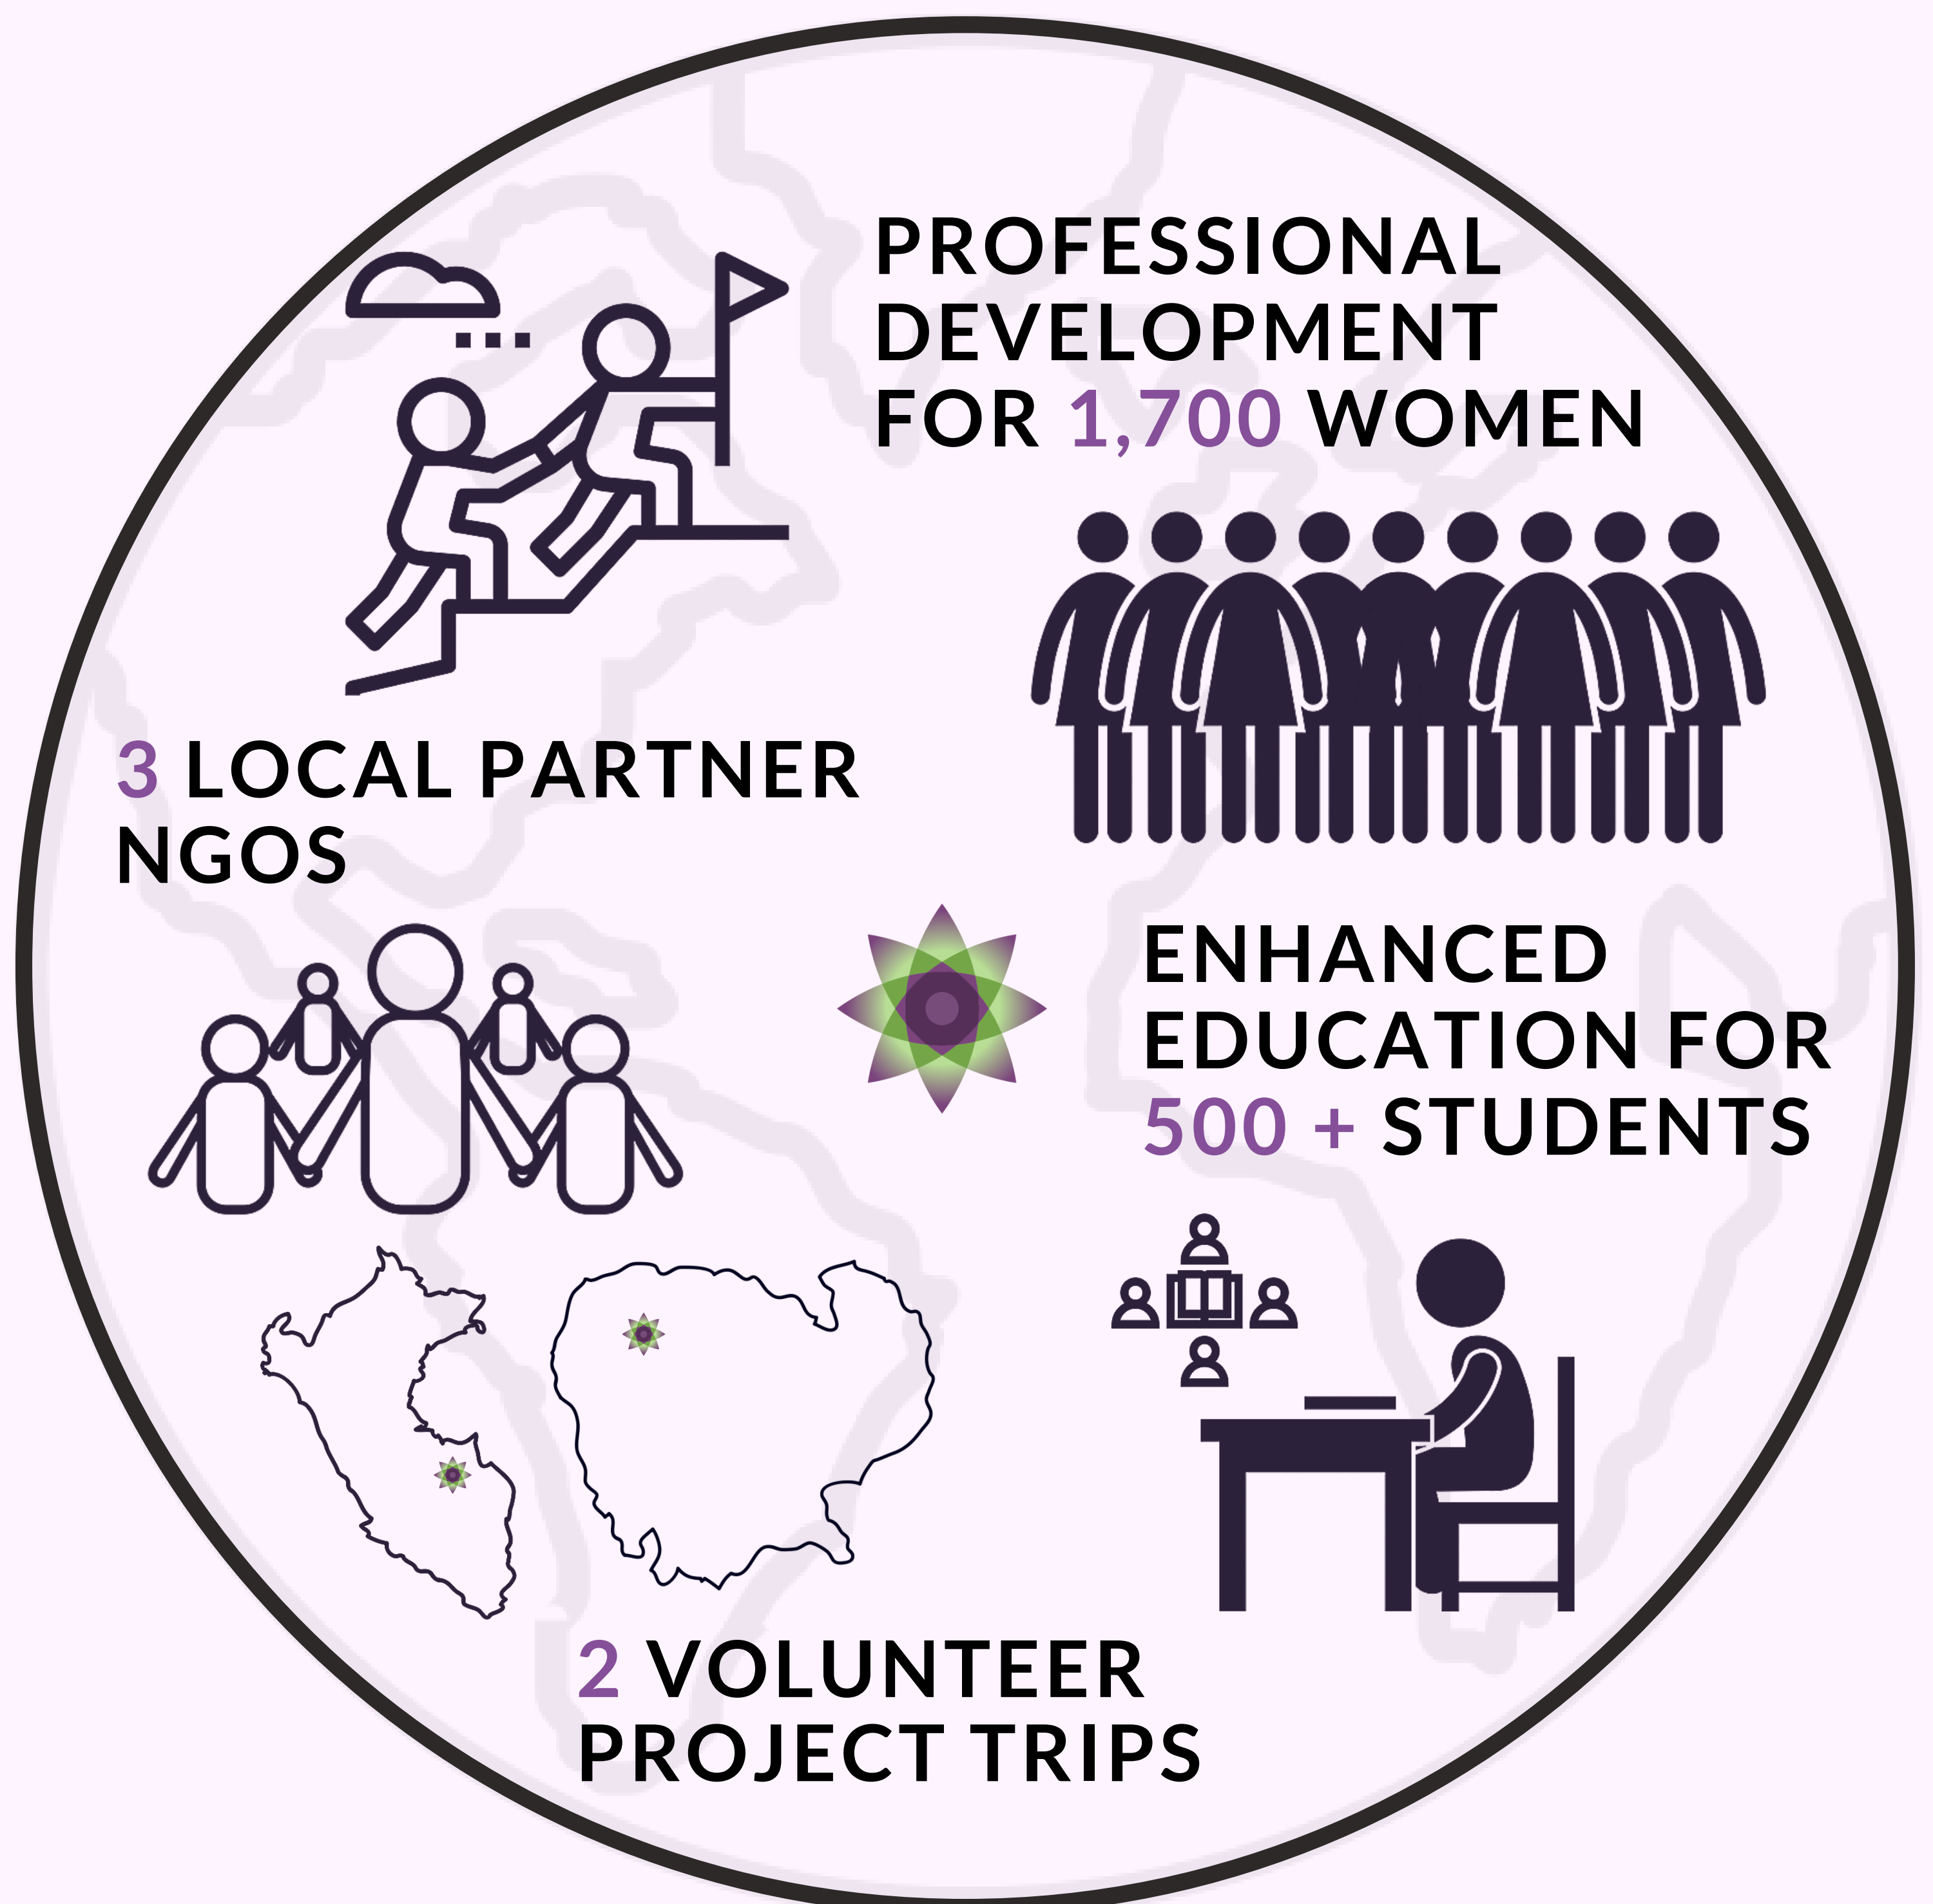 PROFESSIONAL
DEVELOPMENT
FOR 1,700 WOMEN
3 LOCAL PARTNER
NGOS
ENHANCED
EDUCATION FOR
500 + STUDENTS
2 VOLUNTEER
PROJECT TRIPS